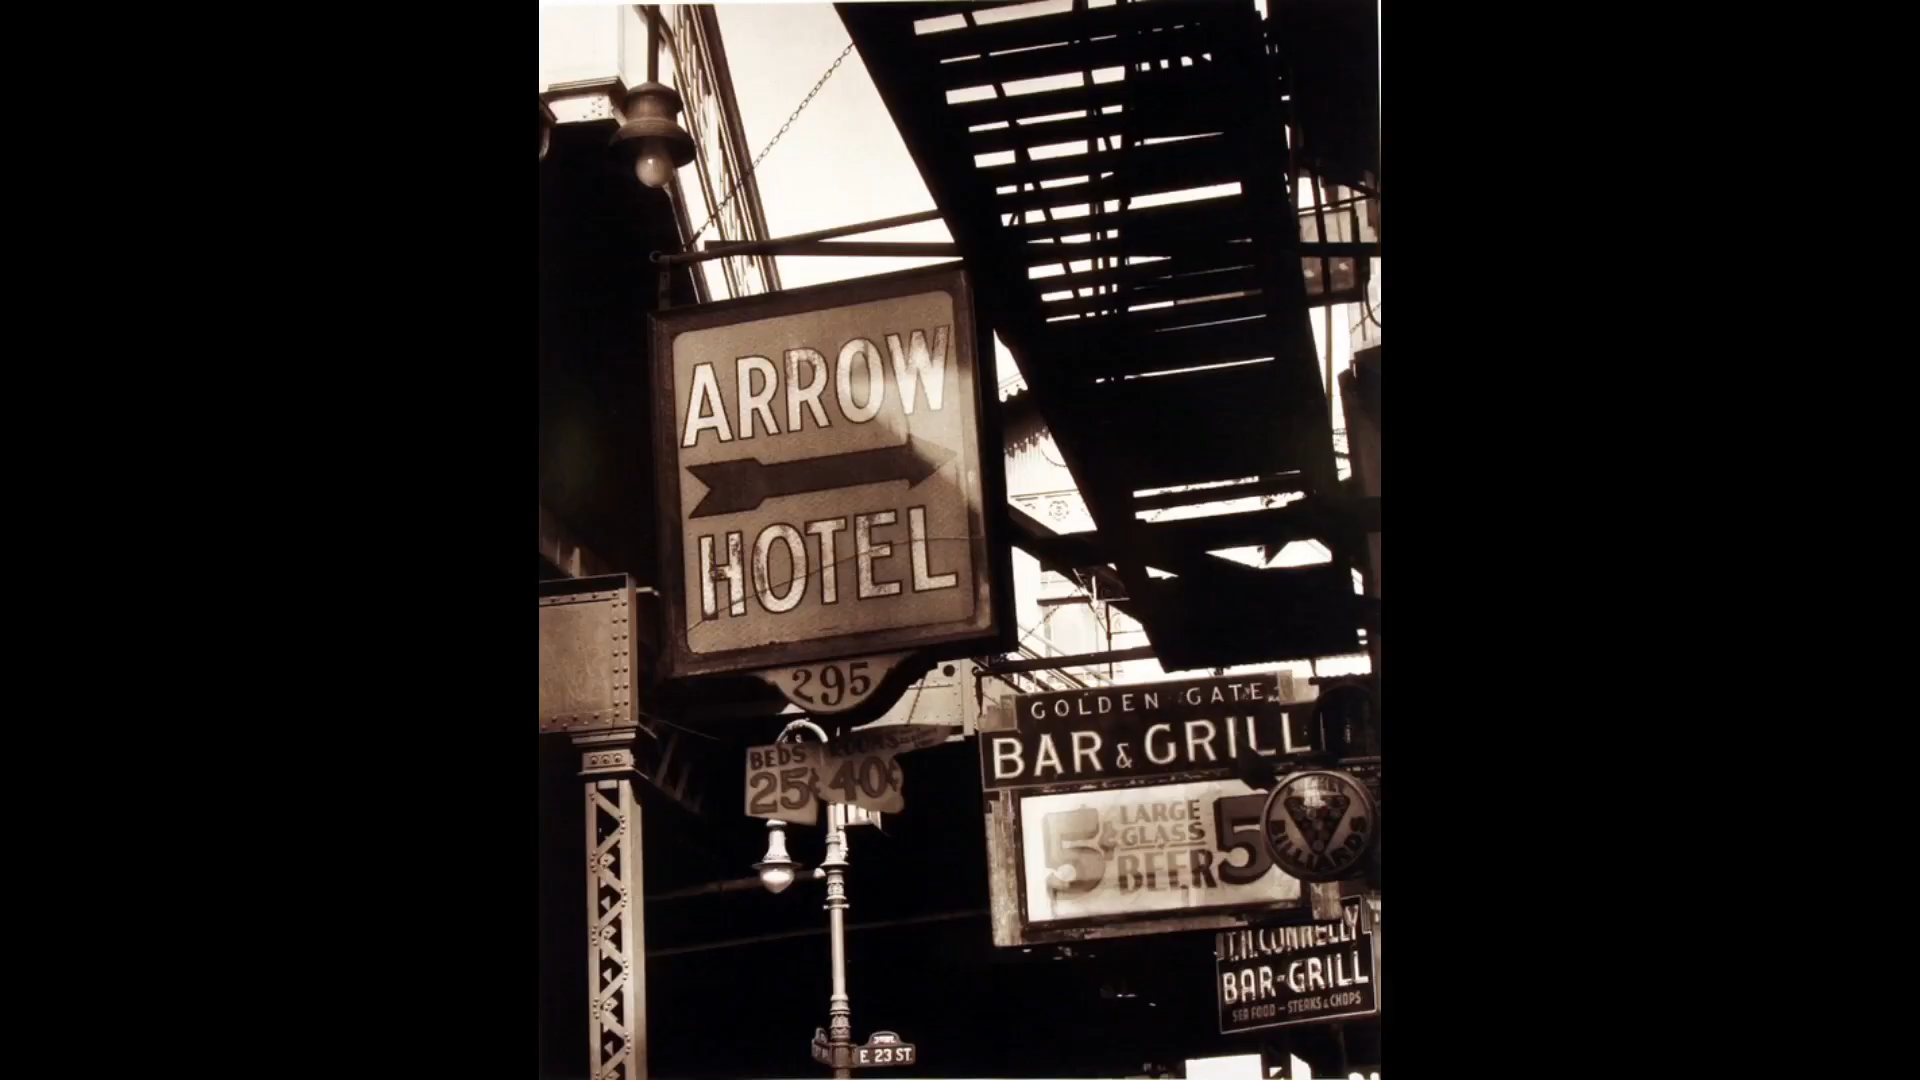 ARROW
HOTEL
295
BEDS
25¢
ROOMS
40¢
GOLDEN GATE
BAR & GRILL
5¢ LARGE GLASS BEER 5
BILLIARDS
T.H. CONNELLY
BAR-GRILL
SEA FOOD - STEAKS & CHOPS
E. 23 ST.